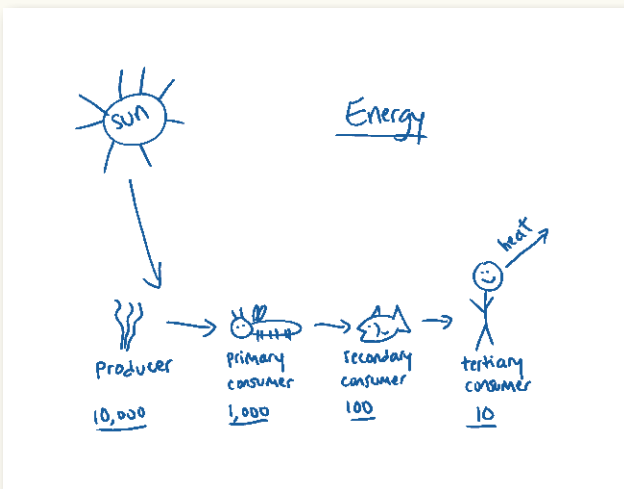 sun
Energy
heat
Producer
10,000
primary
consumer
1,000
secondary
consumer
100
tertiary
consumer
10